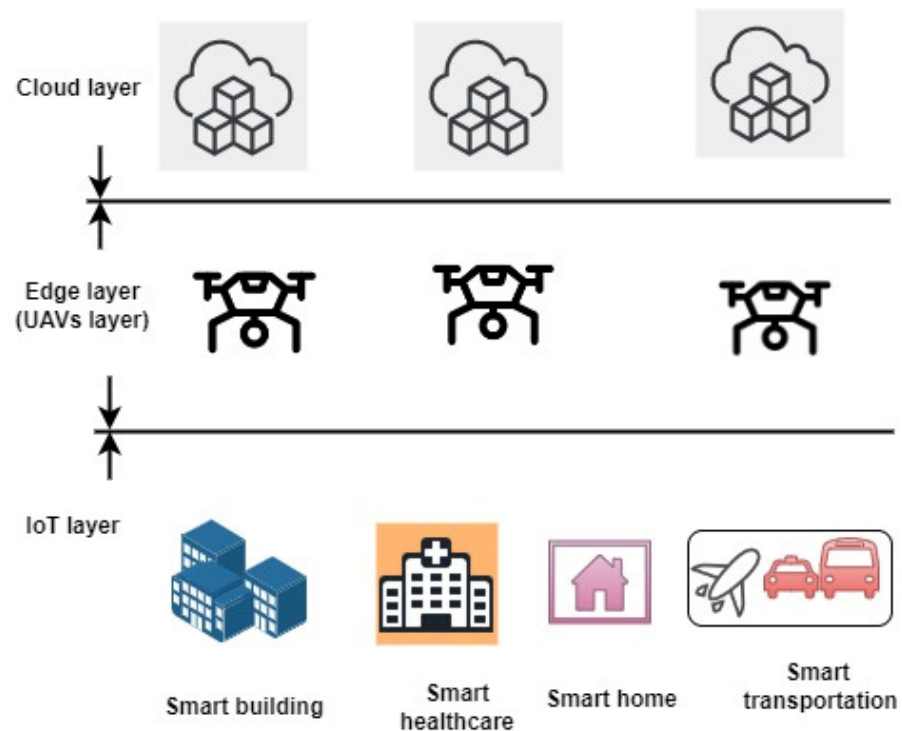 Cloud layer
Edge layer
(UAVs layer)
IoT layer
Smart building
Smart
healthcare
Smart home
Smart
transportation